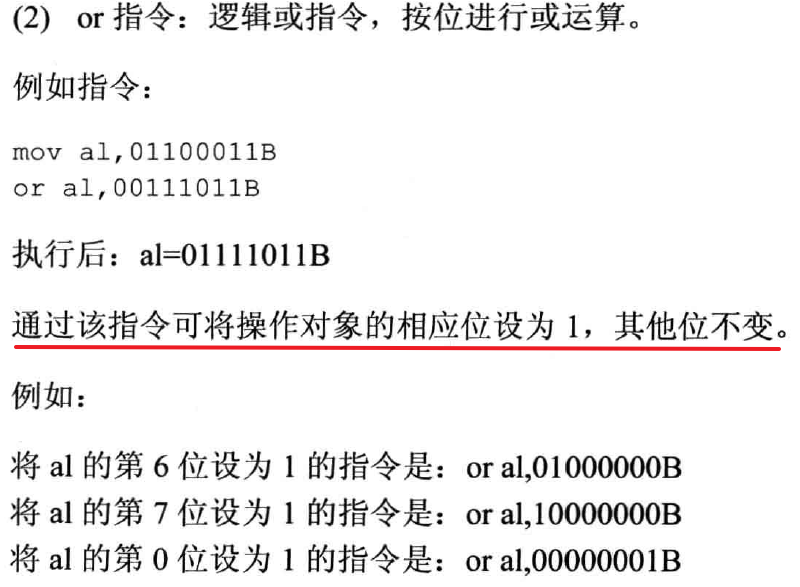 (2) or 指令：逻辑或指令，按位进行或运算。
例如指令：
mov al,01100011B
or al,00111011B
执行后：al=01111011B
通过该指令可将操作对象的相应位设为 1，其他位不变。
例如：
将 al 的第 6 位设为 1 的指令是：or al,01000000B
将 al 的第 7 位设为 1 的指令是：or al,10000000B
将 al 的第 0 位设为 1 的指令是：or al,00000001B